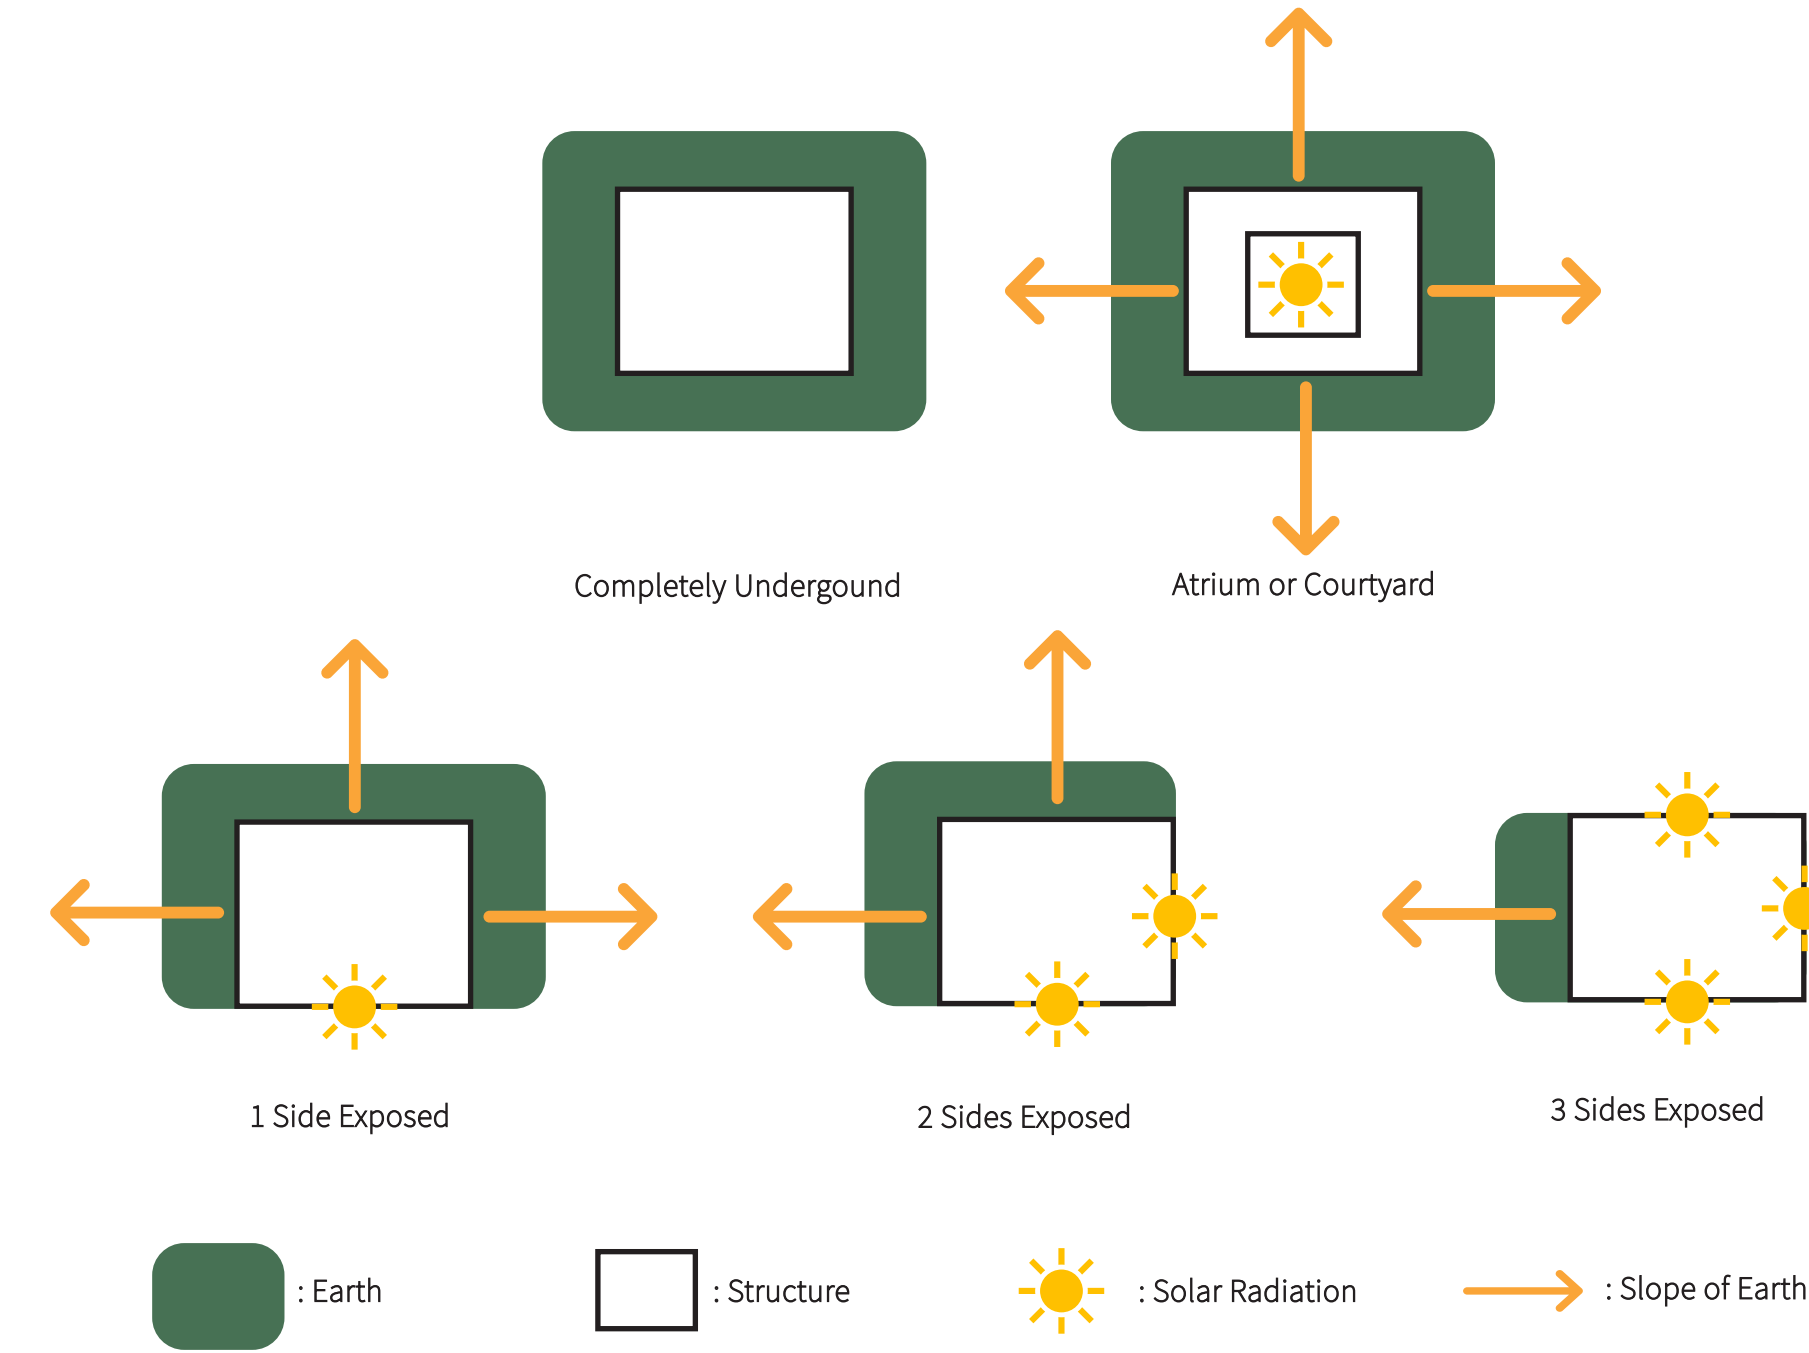 Completely Undergound
Atrium or Courtyard
1 Side Exposed
2 Sides Exposed
3 Sides Exposed
: Earth
: Structure
: Solar Radiation
: Slope of Earth